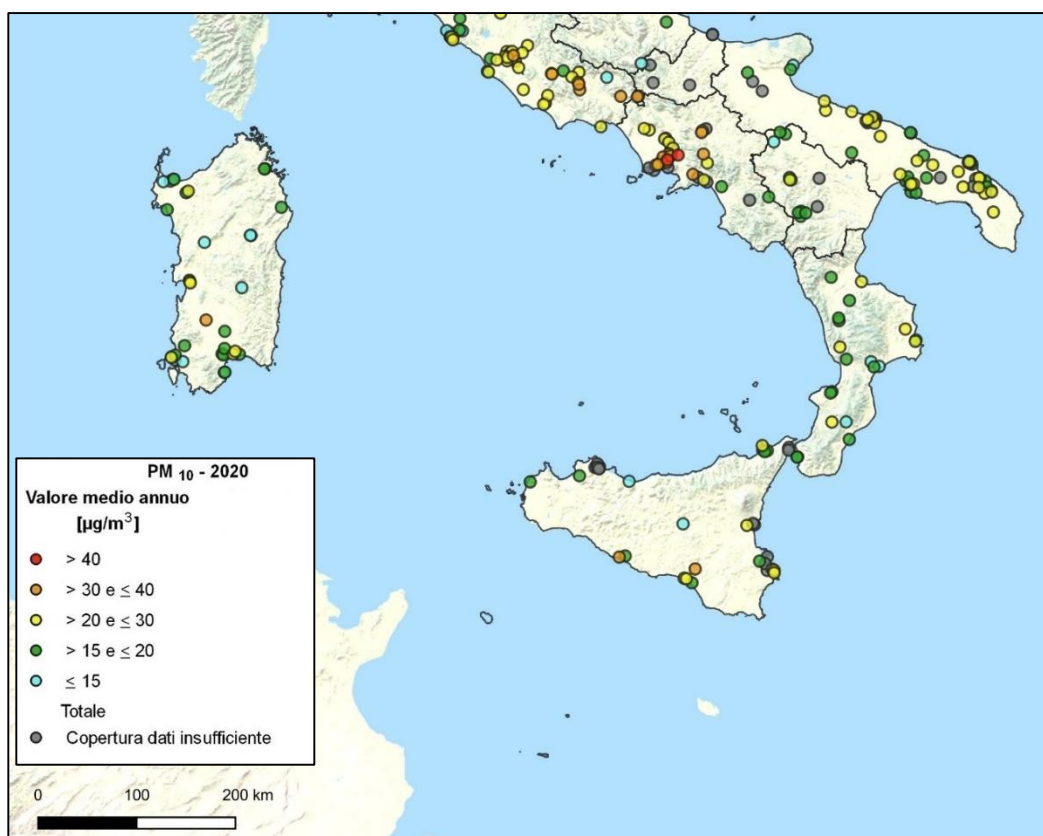 PM 10 - 2020
Valore medio annuo
[µg/m3]
> 40
> 30 e ≤ 40
> 20 e ≤ 30
> 15 e ≤ 20
≤ 15
Totale
Copertura dati insufficiente
0 100 200 km